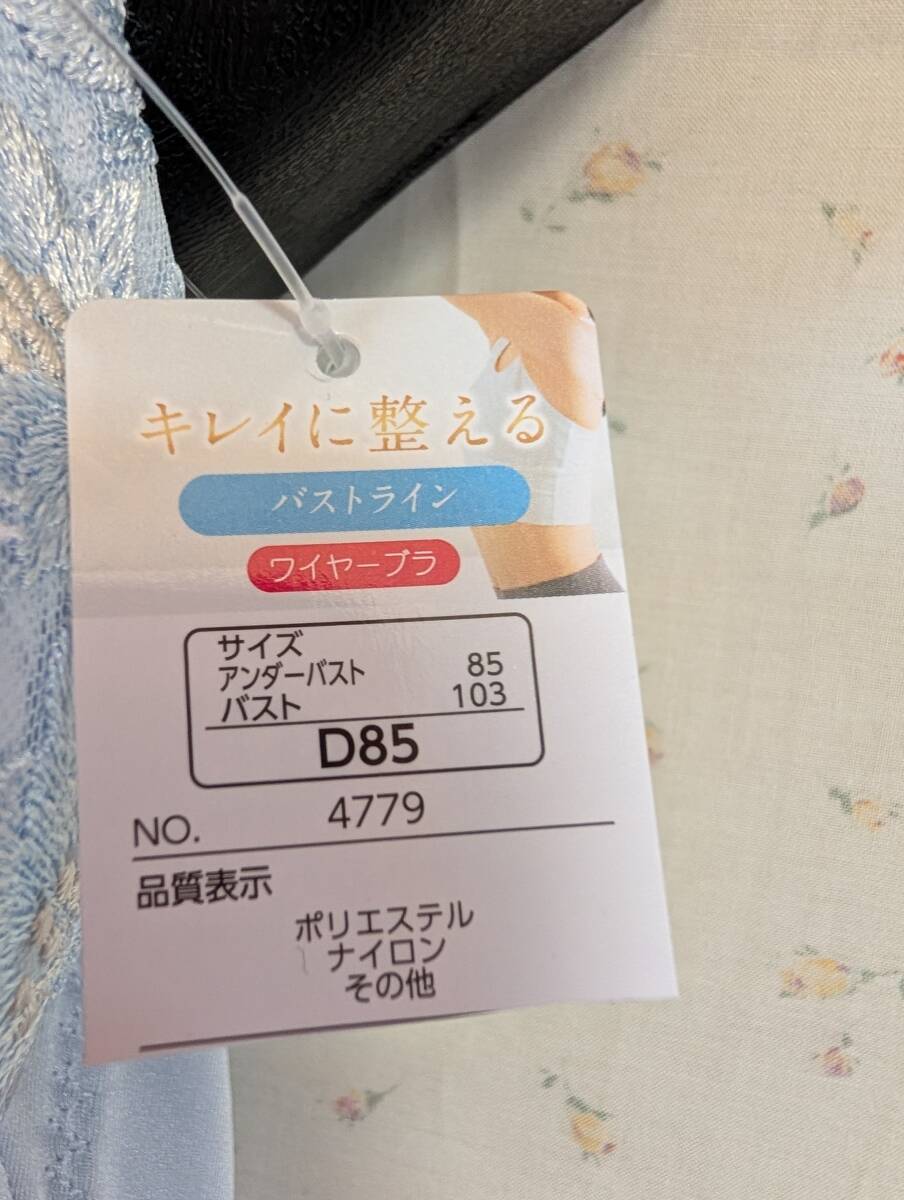 キレイに整える
バストライン
ワイヤーブラ
サイズ
アンダーバスト 85
バスト 103
D85
NO. 4779
品質表示
ポリエステル
ナイロン
その他